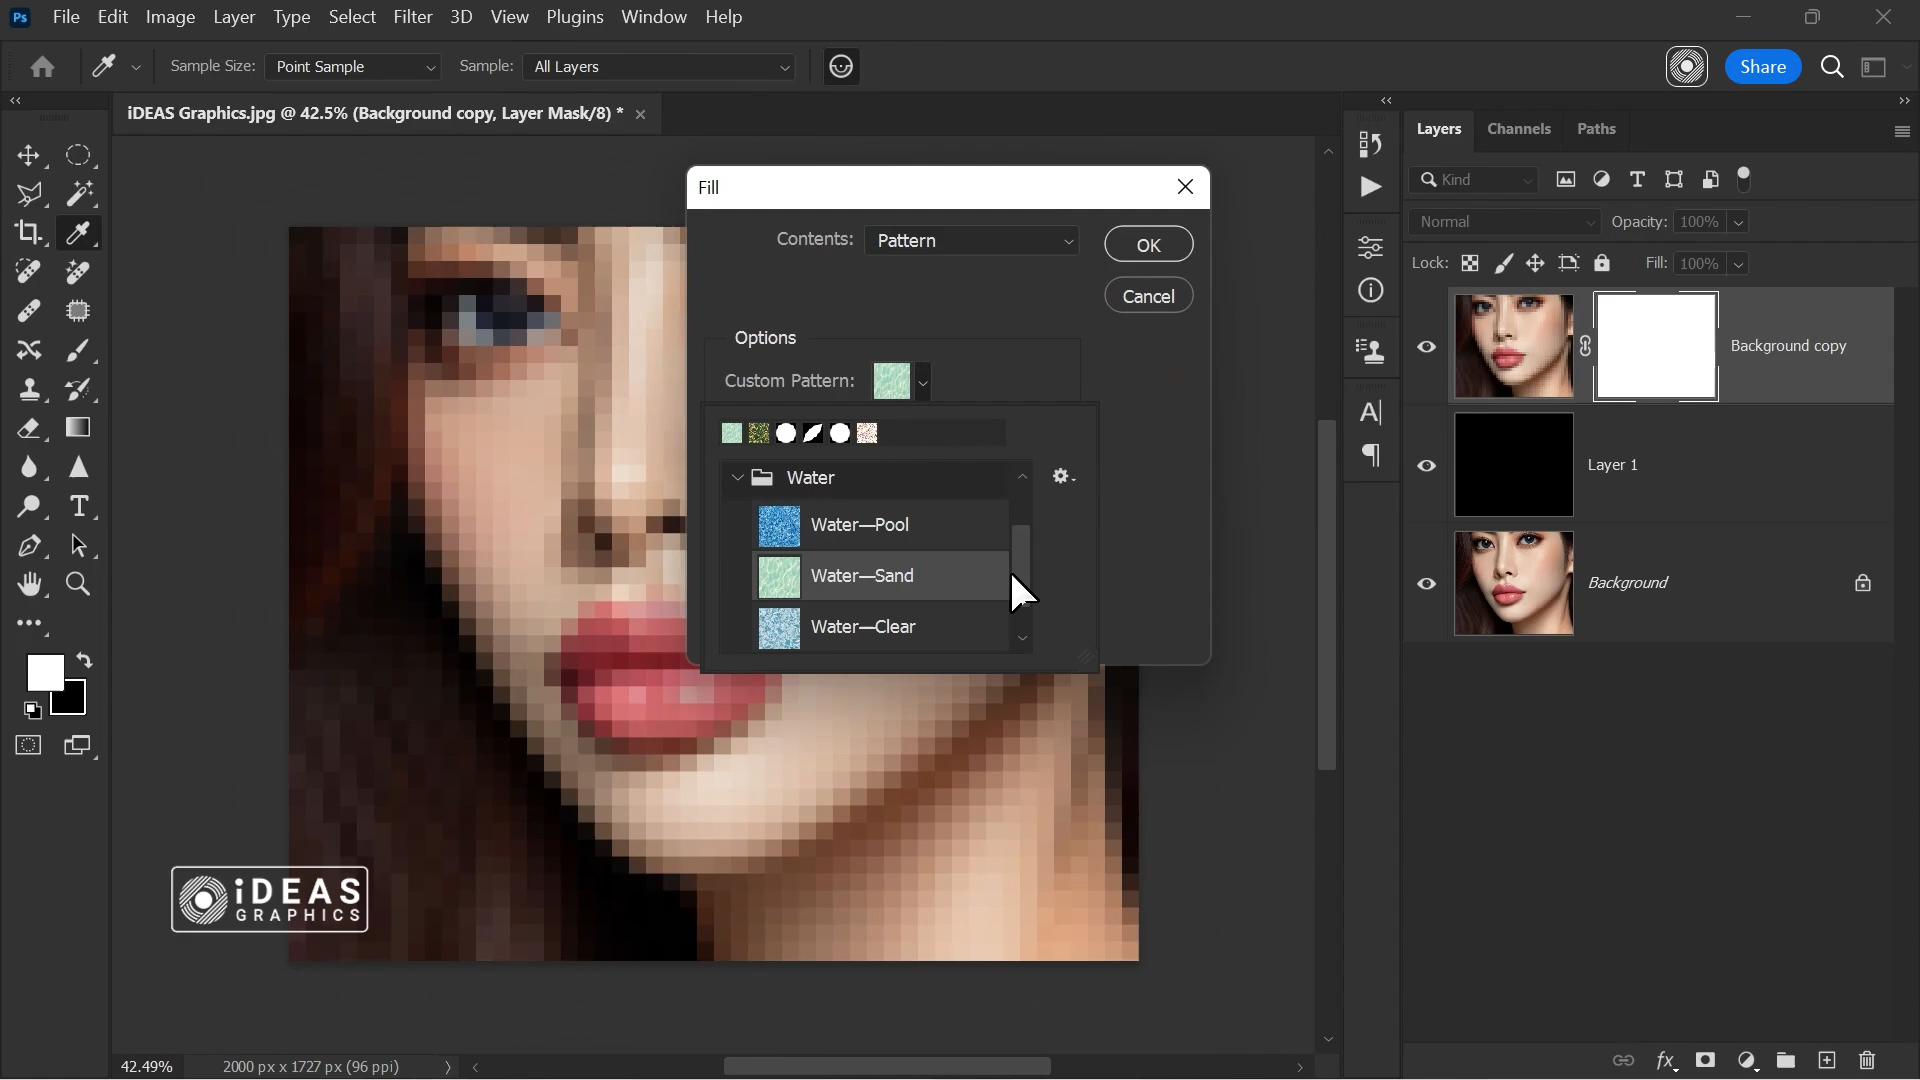 Ps File Edit Image Layer Type Select Filter 3D View Plugins Window Help
Sample Size: Point Sample Sample: All Layers Share
iDEAS Graphics.jpg @ 42.5% (Background copy, Layer Mask/8) *
Layers Channels Paths
Fill
Kind
Contents: Pattern OK
Normal Opacity: 100%
Lock: Fill: 100%
Cancel
Options
Background copy
Custom Pattern:
Water
Layer 1
Water—Pool
Water—Sand
Background
Water—Clear
iDEAS
GRAPHICS
42.49% 2000 px x 1727 px (96 ppi)
fx